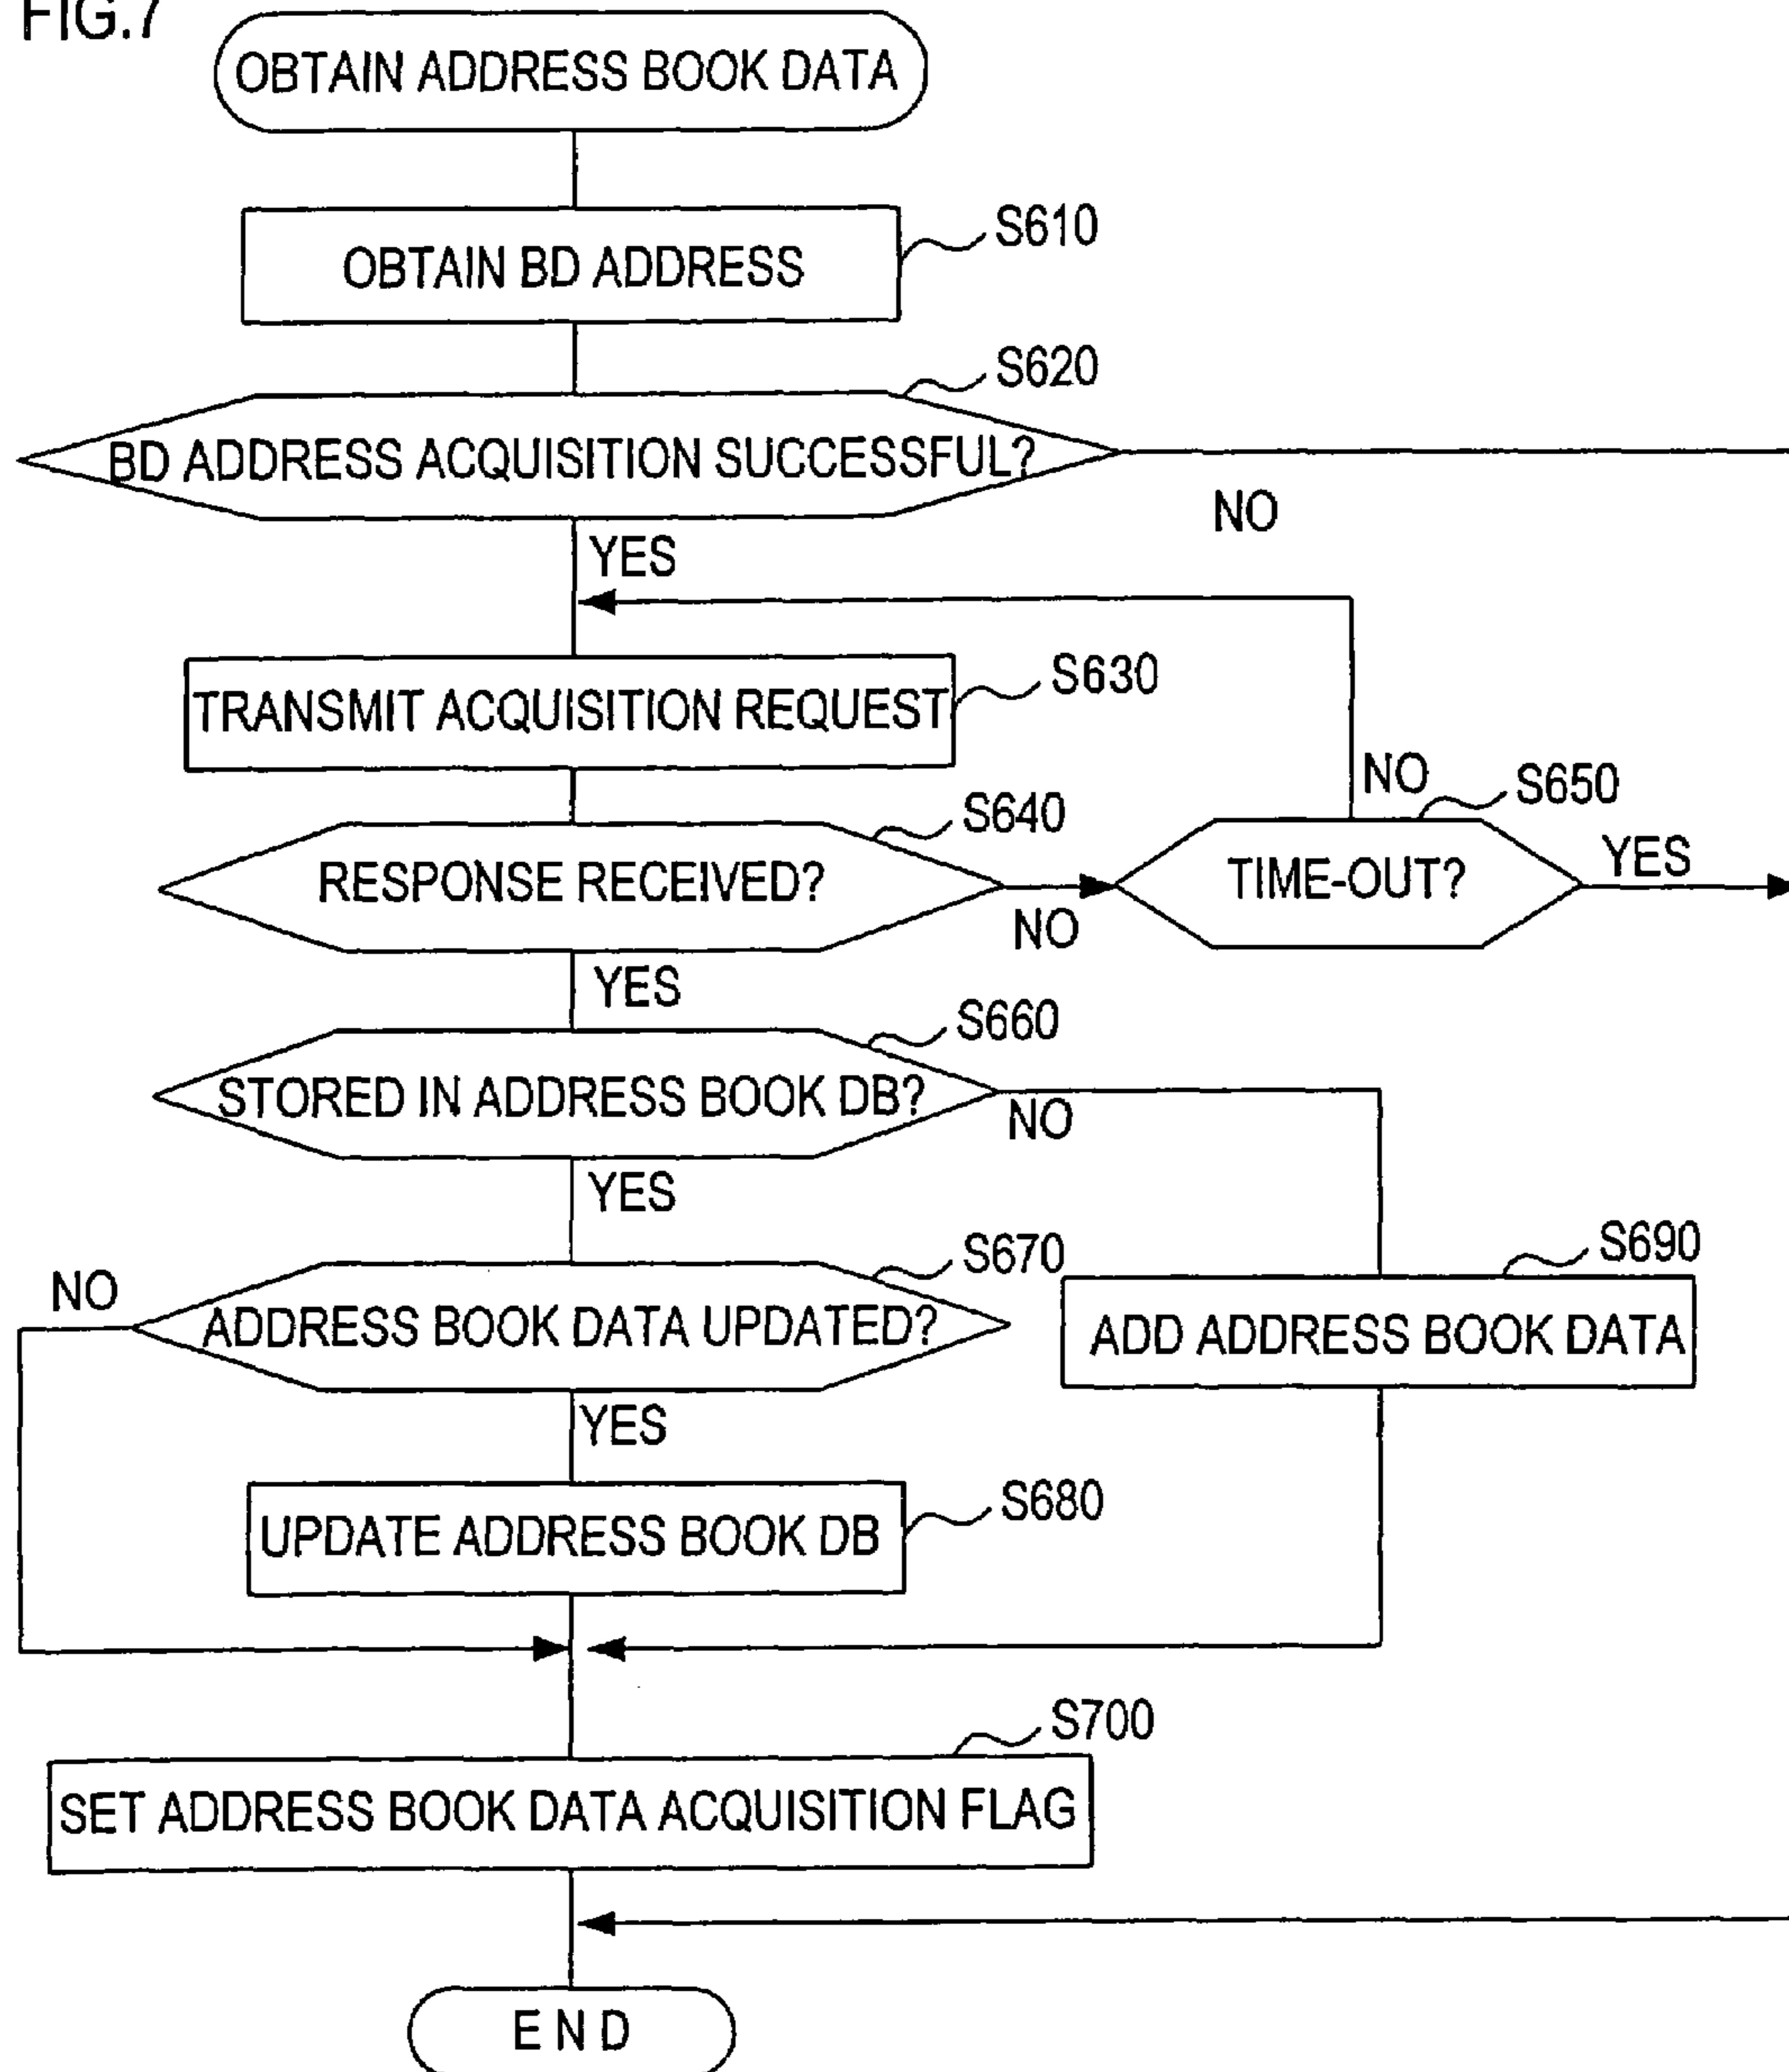 FIG.7
OBTAIN ADDRESS BOOK DATA
OBTAIN BD ADDRESS
S610
S620
BD ADDRESS ACQUISITION SUCCESSFUL?
NO
YES
TRANSMIT ACQUISITION REQUEST
S630
S640
RESPONSE RECEIVED?
NO
YES
NO
S650
TIME-OUT?
YES
S660
STORED IN ADDRESS BOOK DB?
NO
YES
S670
NO
ADDRESS BOOK DATA UPDATED?
YES
S690
ADD ADDRESS BOOK DATA
S680
UPDATE ADDRESS BOOK DB
S700
SET ADDRESS BOOK DATA ACQUISITION FLAG
END